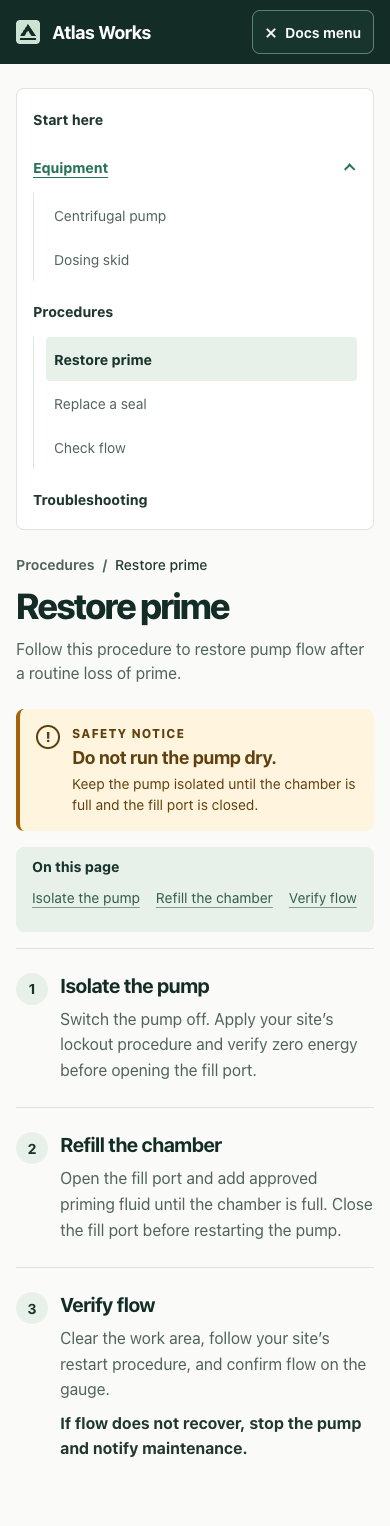 Atlas Works
Docs menu
Start here
Equipment
Centrifugal pump
Dosing skid
Procedures
Restore prime
Replace a seal
Check flow
Troubleshooting
Procedures / Restore prime
Restore prime
Follow this procedure to restore pump flow after
a routine loss of prime.
!
SAFETY NOTICE
Do not run the pump dry.
Keep the pump isolated until the chamber is
full and the fill port is closed.
On this page
Isolate the pump Refill the chamber Verify flow
1 Isolate the pump
Switch the pump off. Apply your site’s
lockout procedure and verify zero energy
before opening the fill port.
2 Refill the chamber
Open the fill port and add approved
priming fluid until the chamber is full. Close
the fill port before restarting the pump.
3 Verify flow
Clear the work area, follow your site’s
restart procedure, and confirm flow on the
gauge.
If flow does not recover, stop the pump
and notify maintenance.